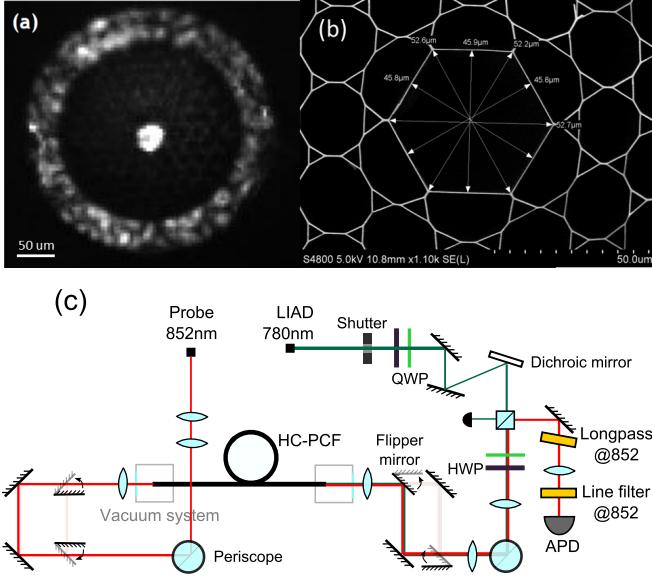 (a)
50 um
(b)
52.6µm
45.9µm
52.2µm
45.8µm
45.6µm
52.7µm
S4800 5.0kV 10.8mm x1.10k SE(L)
50.0um
(c)
Probe
852nm
LIAD
780nm
Shutter
QWP
Dichroic mirror
HC-PCF
Flipper
mirror
HWP
Longpass
@852
Line filter
@852
Vacuum system
Periscope
APD